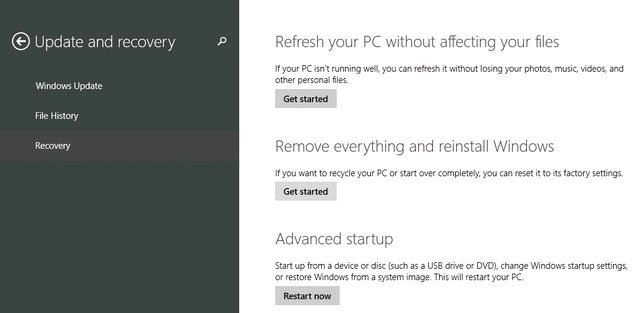 Update and recovery
Windows Update
File History
Recovery
Refresh your PC without affecting your files
If your PC isn't running well, you can refresh it without losing your photos, music, videos, and
other personal files.
Get started
Remove everything and reinstall Windows
If you want to recycle your PC or start over completely, you can reset it to its factory settings.
Get started
Advanced startup
Start up from a device or disc (such as a USB drive or DVD), change Windows startup settings,
or restore Windows from a system image. This will restart your PC.
Restart now